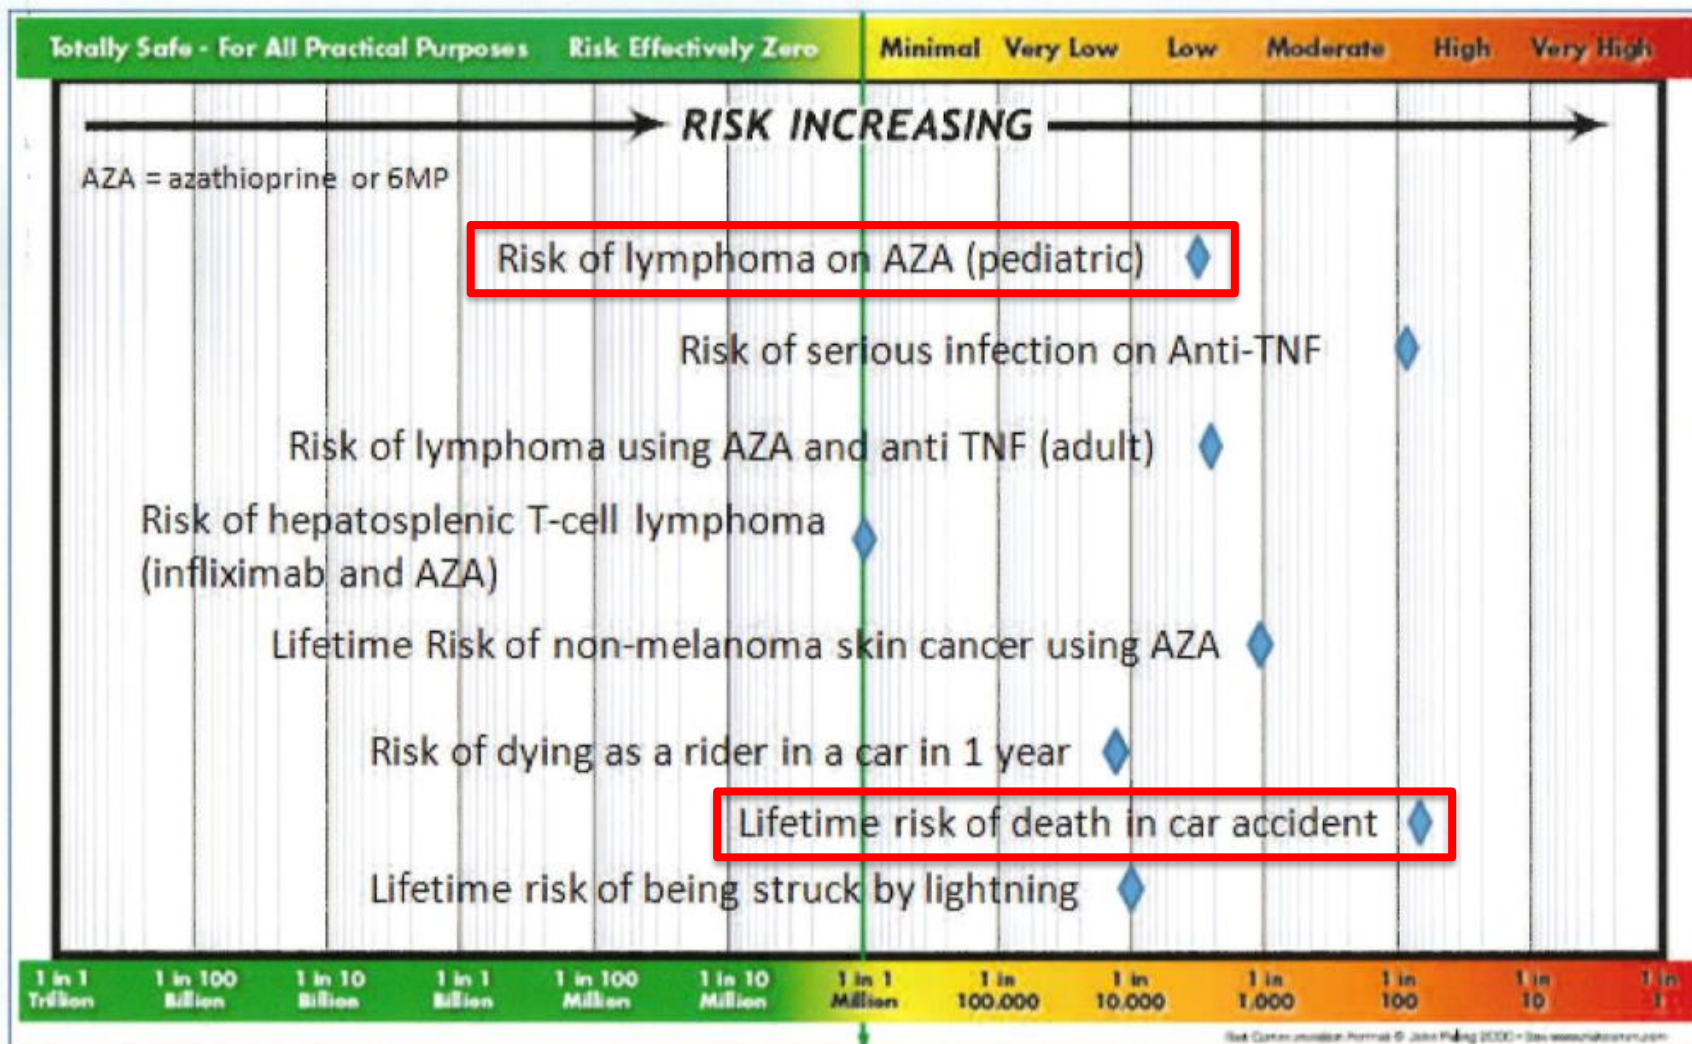 Totally Safe - For All Practical Purposes Risk Effectively Zero Minimal Very Low Low Moderate High Very High
RISK INCREASING
AZA = azathioprine or 6MP
Risk of lymphoma on AZA (pediatric)
Risk of serious infection on Anti-TNF
Risk of lymphoma using AZA and anti TNF (adult)
Risk of hepatosplenic T-cell lymphoma
(infliximab and AZA)
Lifetime Risk of non-melanoma skin cancer using AZA
Risk of dying as a rider in a car in 1 year
Lifetime risk of death in car accident
Lifetime risk of being struck by lightning
1 in 1 1 in 100 1 in 10 1 in 1 1 in 100 1 in 10 1 in 1 1 in 1 in 1 in 1 in 1 in 1 in
Trillion Billion Billion Billion Million Million Million 100,000 10,000 1,000 100 10 1
Risk Communication Format © John Paling 2000